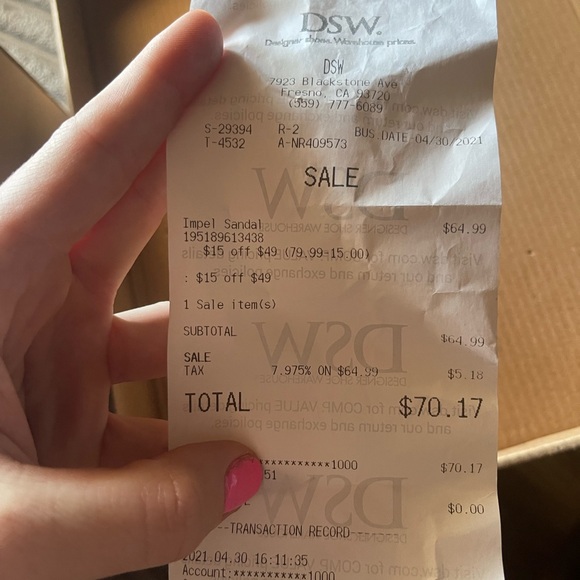 DSW.
Designer shoes. Warehouse prices.
DSW
7923 Blackstone Ave
Fresno, CA 93720
(559) 777-6089
S-29394 R-2 BUS DATE 04/30/2021
T-4532 A-NR409573
SALE
Impel Sandal $64.99
195189613438
$15 off $49 (79.99-15.00)
: $15 off $49
1 Sale item(s)
SUBTOTAL $64.99
SALE
TAX 7.975% ON $64.99 $5.18
TOTAL $70.17
************1000 $70.17
51
$0.00
---TRANSACTION RECORD---
2021.04.30 16:11:35
Account:************1000